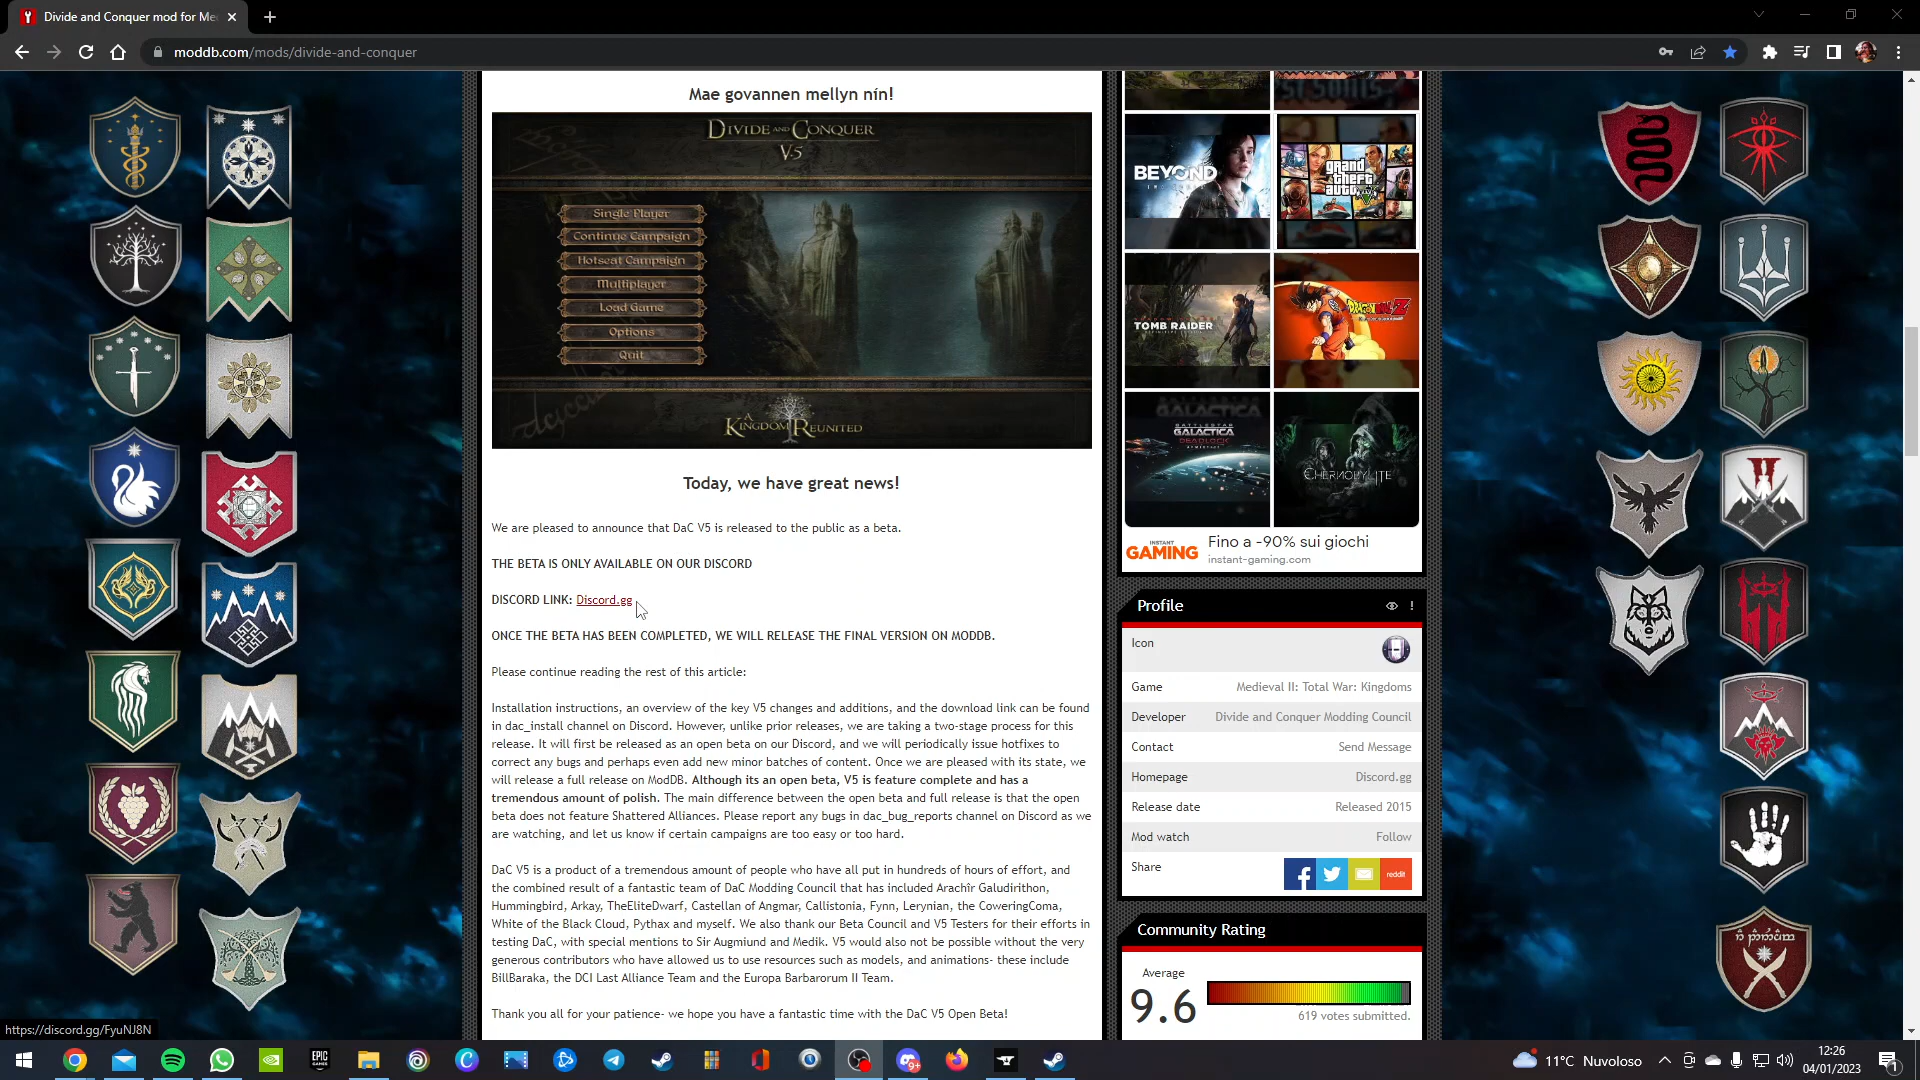 Divide and Conquer mod for Me
moddb.com/mods/divide-and-conquer
Mae govannen mellyn nín!
DIVIDE AND CONQUER
V-5
Single Player
Continue Campaign
Hotseat Campaign
Multiplayer
Load Game
Options
Quit
A KINGDOM REUNITED
Today, we have great news!
We are pleased to announce that DaC V5 is released to the public as a beta.
THE BETA IS ONLY AVAILABLE ON OUR DISCORD
DISCORD LINK: Discord.gg
ONCE THE BETA HAS BEEN COMPLETED, WE WILL RELEASE THE FINAL VERSION ON MODDB.
Please continue reading the rest of this article:
Installation instructions, an overview of the key V5 changes and additions, and the download link can be found
in dac_install channel on Discord. However, unlike prior releases, we are taking a two-stage process for this
release. It will first be released as an open beta on our Discord, and we will periodically issue hotfixes to
correct any bugs and perhaps even add new minor batches of content. Once we are pleased with its state, we
will release a full release on ModDB. Although its an open beta, V5 is feature complete and has a
tremendous amount of polish. The main difference between the open beta and full release is that the open
beta does not feature Shattered Alliances. Please report any bugs in dac_bug_reports channel on Discord as we
are watching, and let us know if certain campaigns are too easy or too hard.
DaC V5 is a product of a tremendous amount of people who have all put in hundreds of hours of effort, and
the combined result of a fantastic team of DaC Modding Council that has included Arachîr Galudirithon,
Hummingbird, Arkay, TheEliteDwarf, Castellan of Angmar, Callistonia, Fynn, Lerynian, the CoweringComa,
White of the Black Cloud, Pythax and myself. We also thank our Beta Council and V5 Testers for their efforts in
testing DaC, with special mentions to Sir Augmiund and Medik. V5 would also not be possible without the very
generous contributors who have allowed us to use resources such as models, and animations- these include
BillBaraka, the DCI Last Alliance Team and the Europa Barbarorum II Team.
Thank you all for your patience- we hope you have a fantastic time with the DaC V5 Open Beta!
BEYOND
grand
theft
auto
V
TOMB RAIDER
DRAGON BALL Z
BATTLESTAR
GALACTICA
DEADLOCK
CHERNOBYLITE
INSTANT
GAMING
Fino a -90% sui giochi
instant-gaming.com
Profile
!
Icon
Game Medieval II: Total War: Kingdoms
Developer Divide and Conquer Modding Council
Contact Send Message
Homepage Discord.gg
Release date Released 2015
Mod watch Follow
Share
reddit
Community Rating
Average
9.6
619 votes submitted.
https://discord.gg/FyuNJ8N
EPIC
GAMES
9+
11°C Nuvoloso
12:26
04/01/2023
1